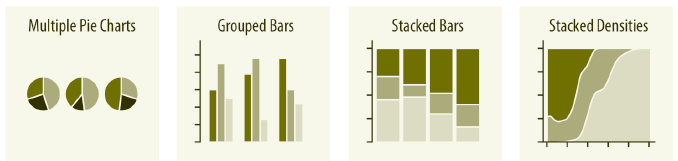 Multiple Pie Charts
Grouped Bars
Stacked Bars
Stacked Densities